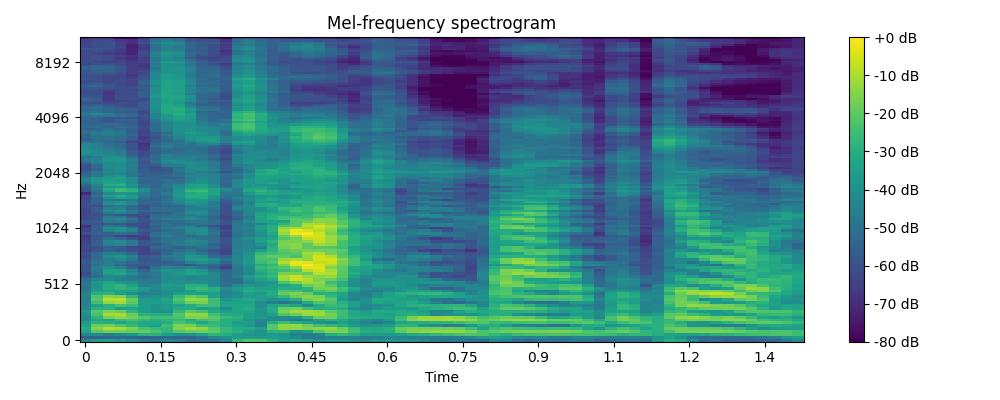 Mel-frequency spectrogram
Hz
8192
4096
2048
1024
512
0
0 0.15 0.3 0.45 0.6 0.75 0.9 1.1 1.2 1.4
Time
+0 dB
-10 dB
-20 dB
-30 dB
-40 dB
-50 dB
-60 dB
-70 dB
-80 dB